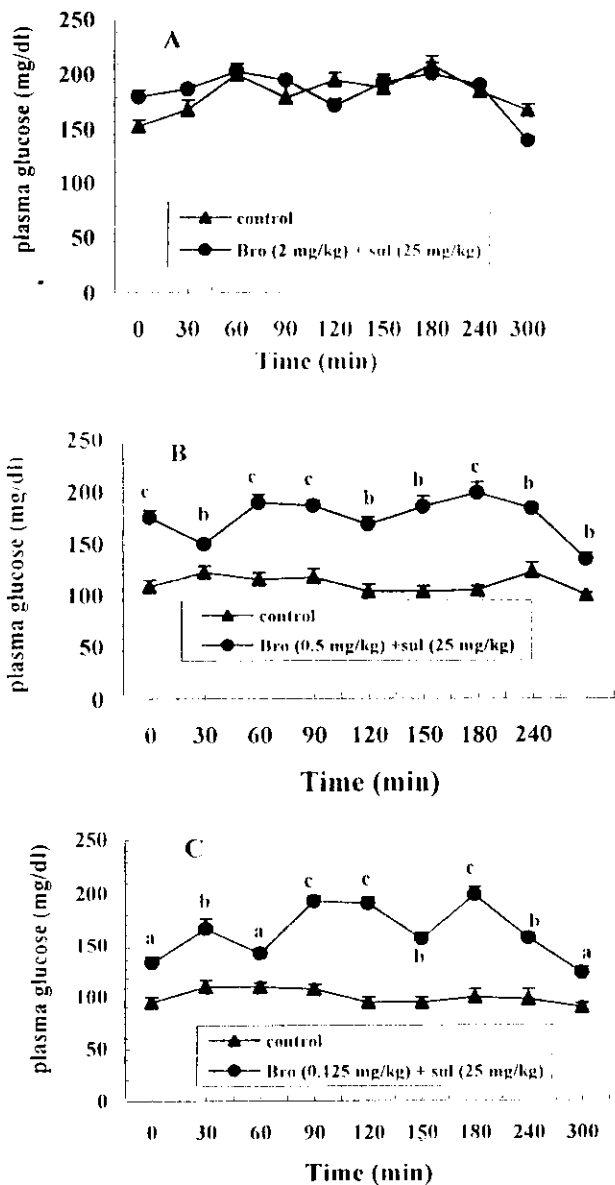 A
plasma glucose (mg/dl)
250
200
150
100
50
0
control
Bro (2 mg/kg) + sul (25 mg/kg)
0 30 60 90 120 150 180 240 300
Time (min)
B
plasma glucose (mg/dl)
250
200
150
100
50
0
c b c c b b c b b
control
Bro (0.5 mg/kg) +sul (25 mg/kg)
0 30 60 90 120 150 180 240
Time (min)
C
plasma glucose (mg/dl)
250
200
150
100
50
0
a b a c c b c b a
control
Bro (0.125 mg/kg) + sul (25 mg/kg)
0 30 60 90 120 150 180 240 300
Time (min)